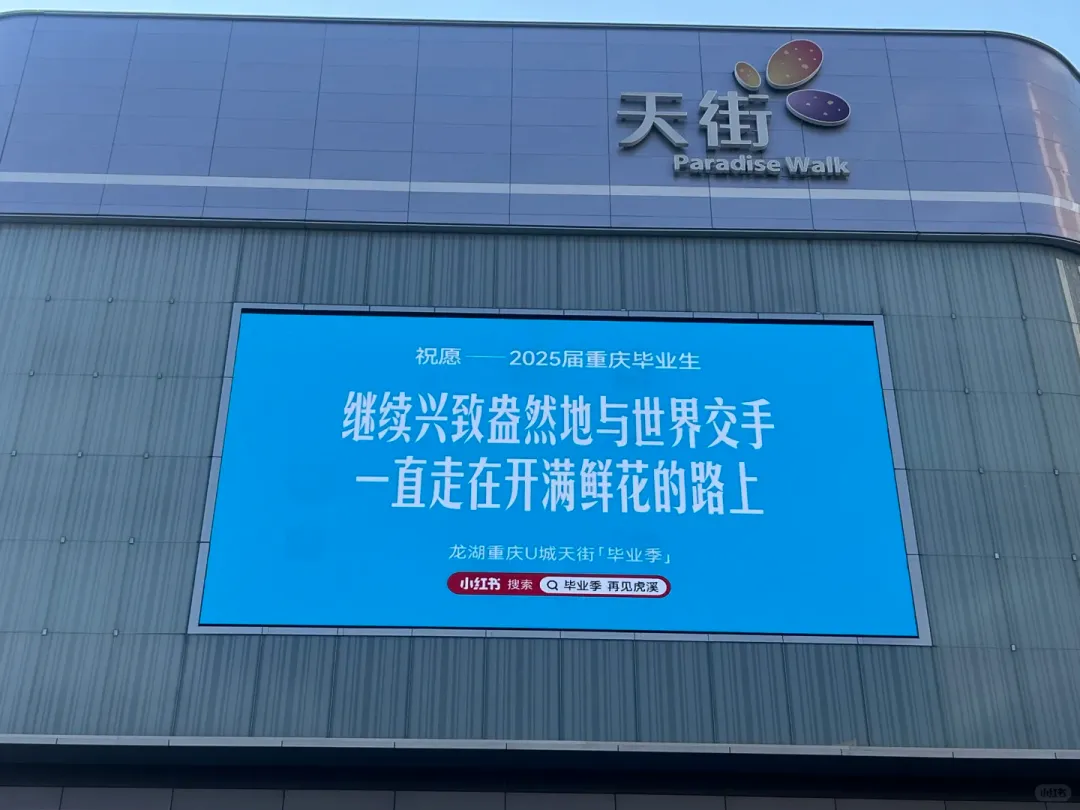 天街
Paradise Walk
祝愿——2025届重庆毕业生
继续兴致盎然地与世界交手
一直走在开满鲜花的路上
龙湖重庆U城天街「毕业季」
小红书 搜索 毕业季 再见虎溪
小红书